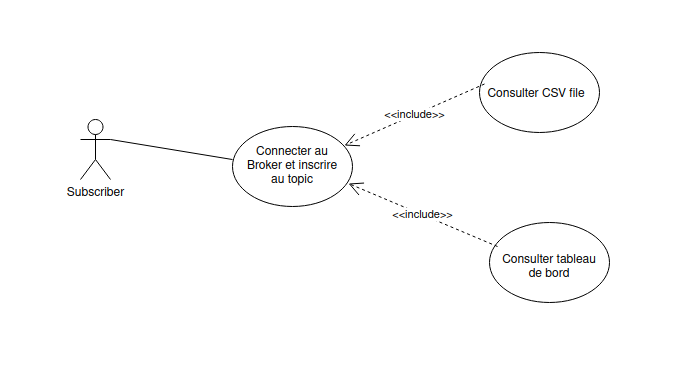 Consulter CSV file
<<include>>
Connecter au
Broker et inscrire
au topic
Subscriber
<<include>>
Consulter tableau
de bord